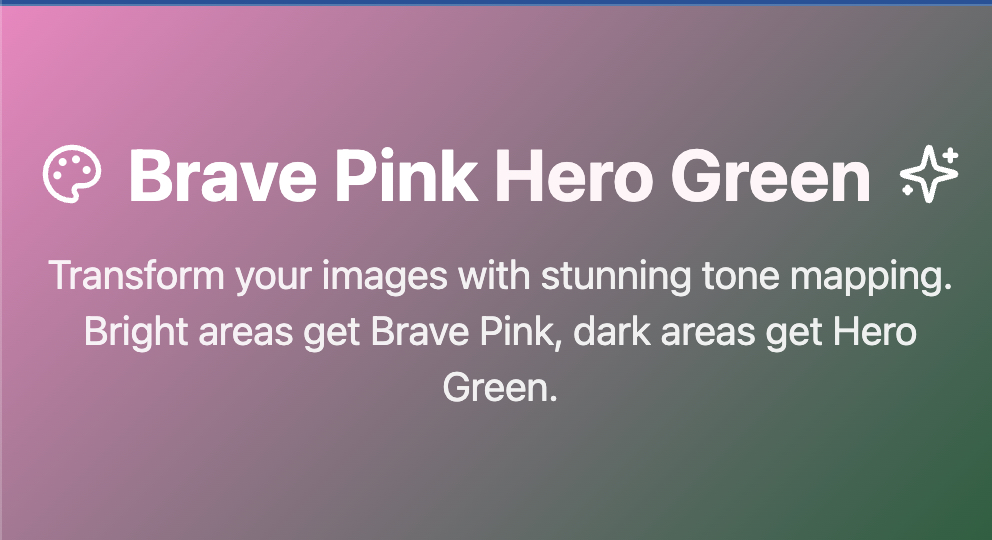 Brave Pink Hero Green
Transform your images with stunning tone mapping.
Bright areas get Brave Pink, dark areas get Hero
Green.